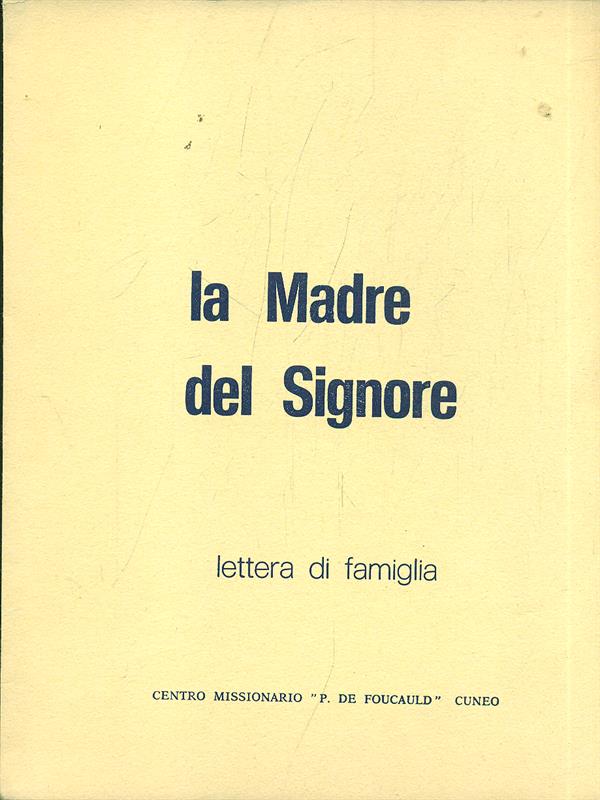 la Madre
del Signore
lettera di famiglia
CENTRO MISSIONARIO "P. DE FOUCAULD" CUNEO